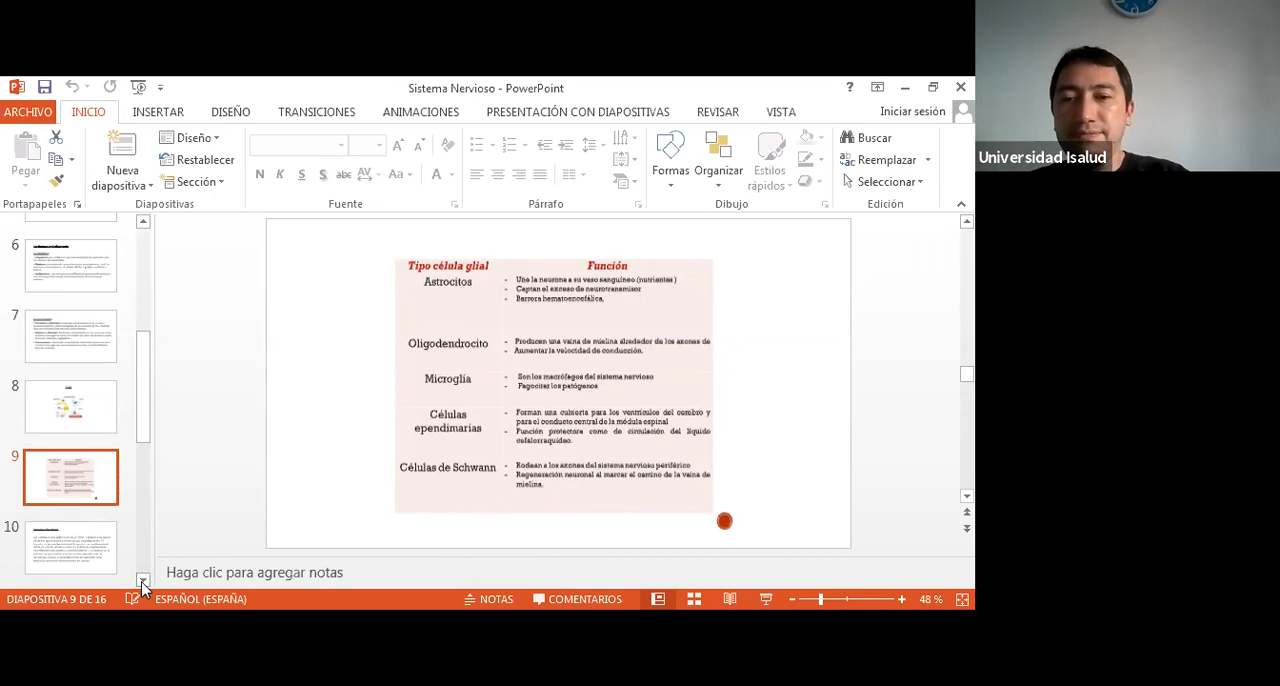 Sistema Nervioso - PowerPoint
?
ARCHIVO INICIO INSERTAR DISEÑO TRANSICIONES ANIMACIONES PRESENTACIÓN CON DIAPOSITIVAS REVISAR VISTA Iniciar sesión
Pegar
Nueva
diapositiva
Diseño
Restablecer
Sección
N K S S abc AV Aa A
Formas Organizar Estilos
rápidos
Buscar
Reemplazar
Seleccionar
Portapapeles Diapositivas Fuente Párrafo Dibujo Edición
6
7
8
9
10
Tipo célula glial Función
Astrocitos
- Une la neurona a su vaso sanguíneo (nutrientes )
- Captan el exceso de neurotransmisor
- Barrera hematoencefálica.
Oligodendrocito
- Producen una vaina de mielina alrededor de los axones de
- Aumentar la velocidad de conducción.
Microglía
- Son los macrófagos del sistema nervioso
- Fagocitar los patógenos
Células
ependimarias
- Forman una cubierta para los ventrículos del cerebro y
para el conducto central de la médula espinal
- Función protectora como de circulación del líquido
cefalorraquídeo.
Células de Schwann
- Rodean a los axones del sistema nervioso periférico
- Regeneración neuronal al marcar el camino de la vaina de
mielina.
Haga clic para agregar notas
DIAPOSITIVA 9 DE 16 ESPAÑOL (ESPAÑA) NOTAS COMENTARIOS 48 %
Universidad Isalud